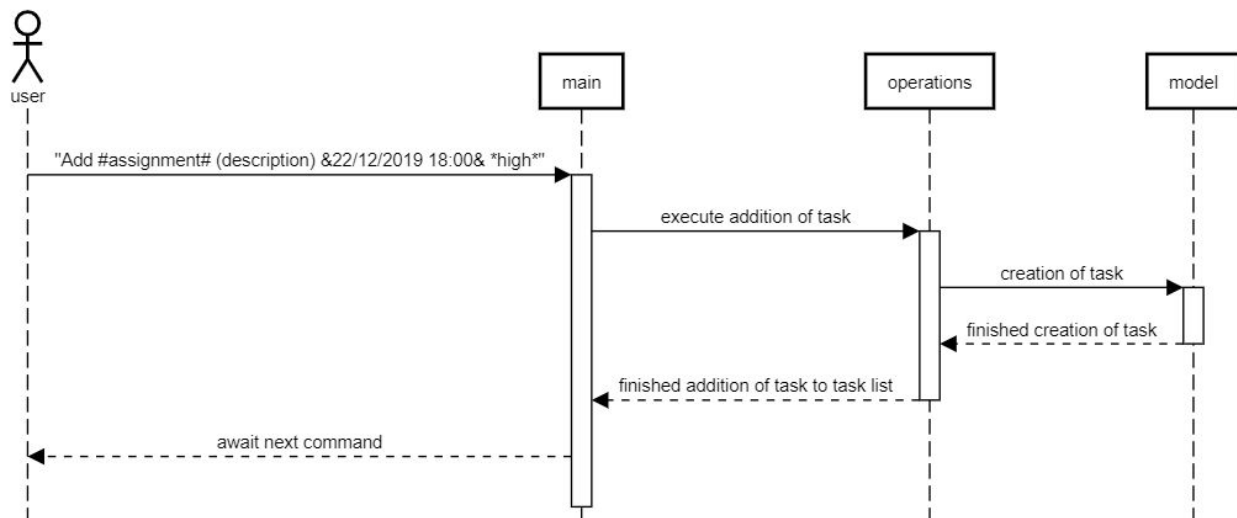 user
main
operations
model
"Add #assignment# (description) &22/12/2019 18:00& *high*"
execute addition of task
creation of task
finished creation of task
finished addition of task to task list
await next command